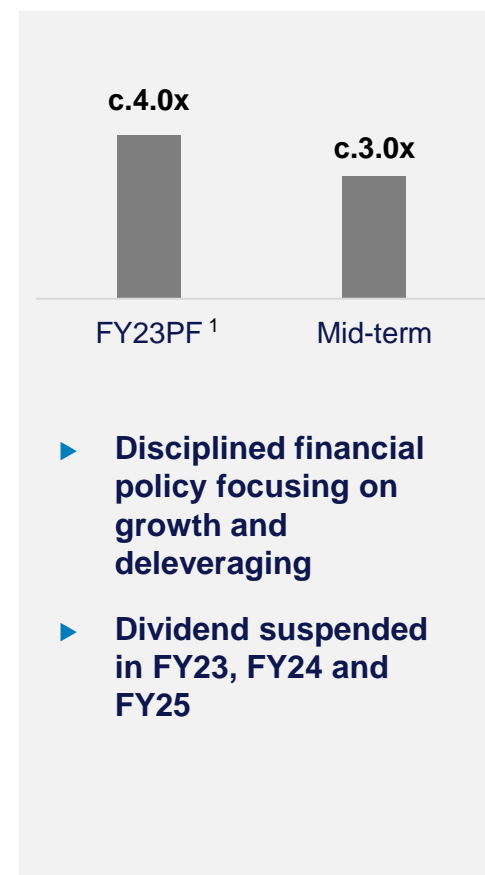 c.4.0x
c.3.0x
FY23PF 1
Mid-term
Disciplined financial
policy focusing on
growth and
deleveraging
Dividend suspended
in FY23, FY24 and
FY25